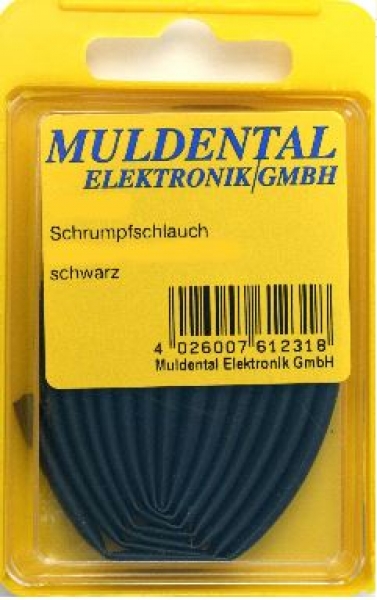 MULDENTAL
ELEKTRONIK/GMBH
Schrumpfschlauch
schwarz
4 026007 612318
Muldental Elektronik GmbH